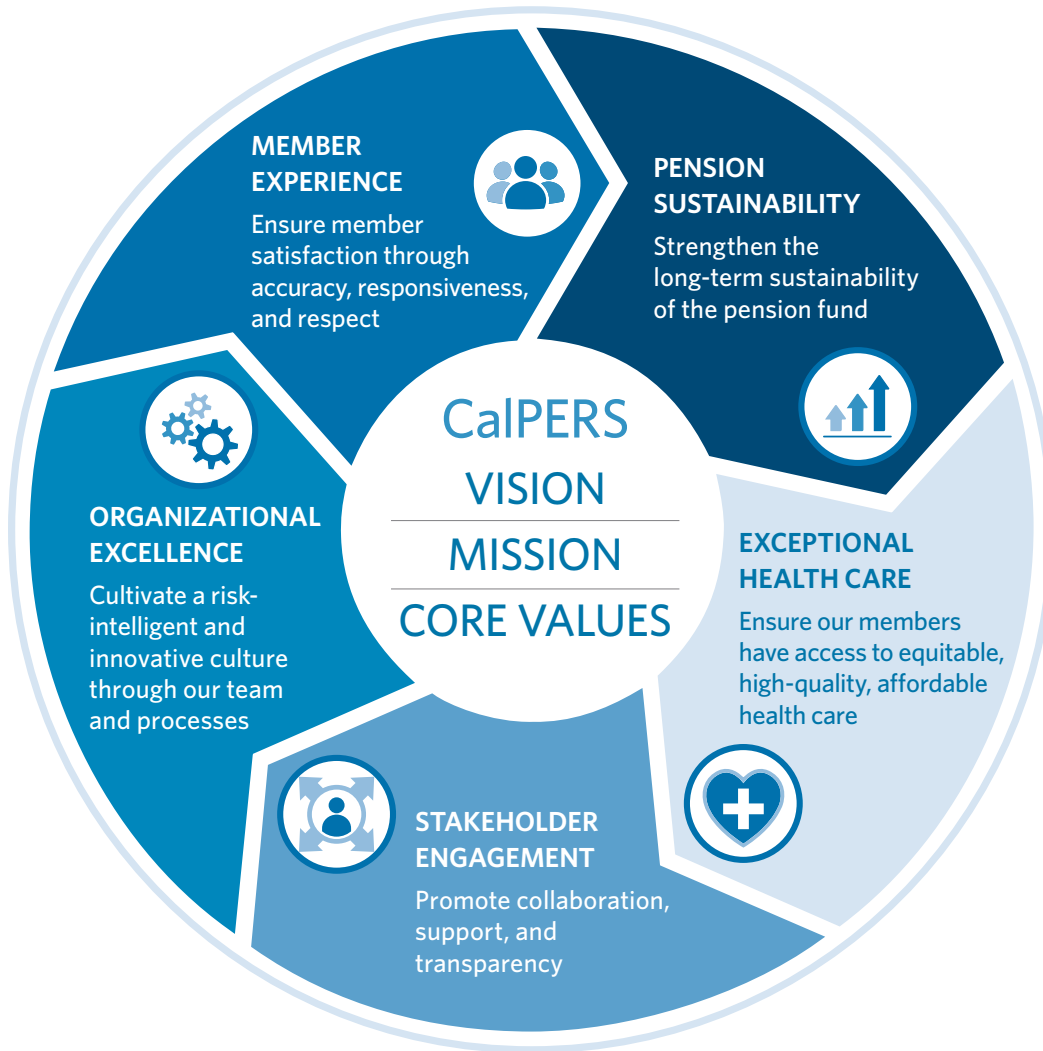 MEMBER
EXPERIENCE
Ensure member
satisfaction through
accuracy, responsiveness,
and respect
PENSION
SUSTAINABILITY
Strengthen the
long-term sustainability
of the pension fund
CalPERS
VISION
MISSION
CORE VALUES
ORGANIZATIONAL
EXCELLENCE
Cultivate a risk-
intelligent and
innovative culture
through our team
and processes
EXCEPTIONAL
HEALTH CARE
Ensure our members
have access to equitable,
high-quality, affordable
health care
STAKEHOLDER
ENGAGEMENT
Promote collaboration,
support, and
transparency